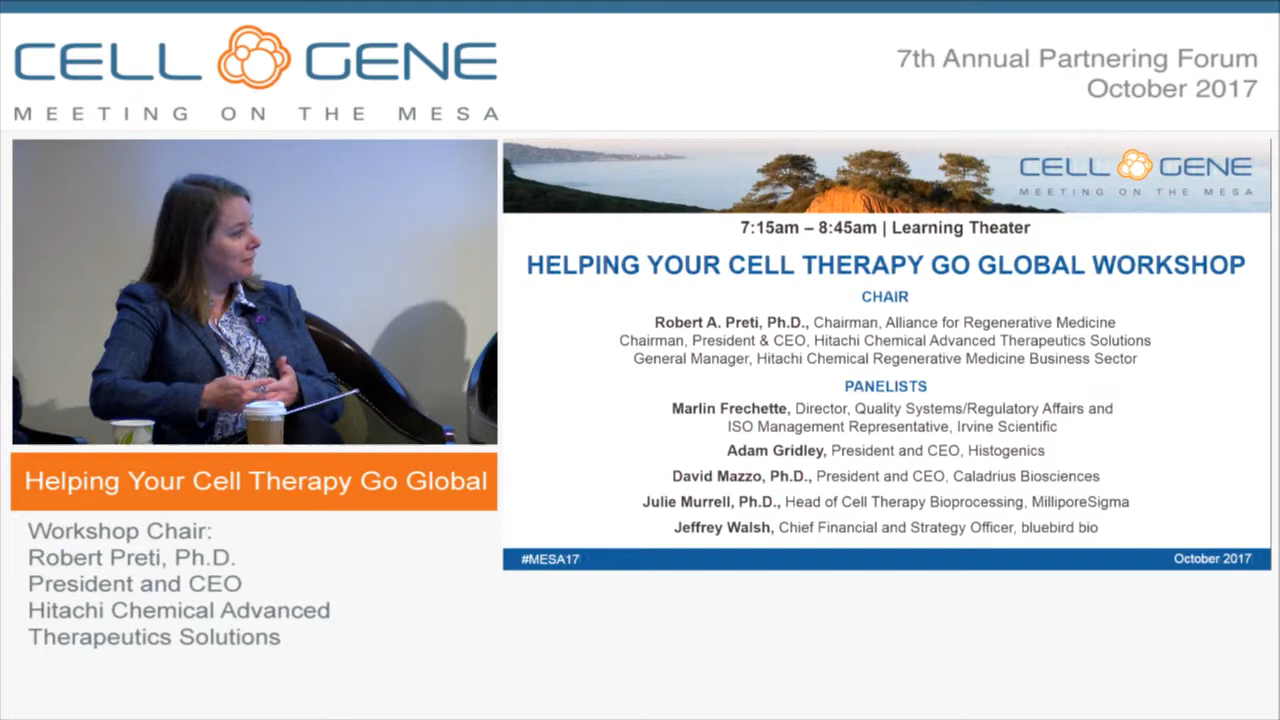 CELL GENE
MEETING ON THE MESA
7th Annual Partnering Forum
October 2017
CELL GENE
MEETING ON THE MESA
7:15am – 8:45am | Learning Theater
HELPING YOUR CELL THERAPY GO GLOBAL WORKSHOP
CHAIR
Robert A. Preti, Ph.D., Chairman, Alliance for Regenerative Medicine
Chairman, President & CEO, Hitachi Chemical Advanced Therapeutics Solutions
General Manager, Hitachi Chemical Regenerative Medicine Business Sector
PANELISTS
Marlin Frechette, Director, Quality Systems/Regulatory Affairs and
ISO Management Representative, Irvine Scientific
Adam Gridley, President and CEO, Histogenics
David Mazzo, Ph.D., President and CEO, Caladrius Biosciences
Julie Murrell, Ph.D., Head of Cell Therapy Bioprocessing, MilliporeSigma
Jeffrey Walsh, Chief Financial and Strategy Officer, bluebird bio
#MESA17
October 2017
Helping Your Cell Therapy Go Global
Workshop Chair:
Robert Preti, Ph.D.
President and CEO
Hitachi Chemical Advanced
Therapeutics Solutions